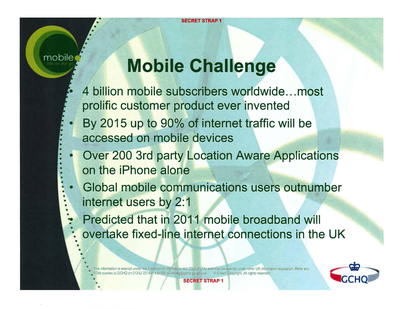 SECRET STRAP 1
mobile
Mobile Challenge
• 4 billion mobile subscribers worldwide…most
prolific customer product ever invented
• By 2015 up to 90% of internet traffic will be
accessed on mobile devices
• Over 200 3rd party Location Aware Applications
on the iPhone alone
• Global mobile communications users outnumber
internet users by 2:1
• Predicted that in 2011 mobile broadband will
overtake fixed-line internet connections in the UK
SECRET STRAP 1
GCHQ